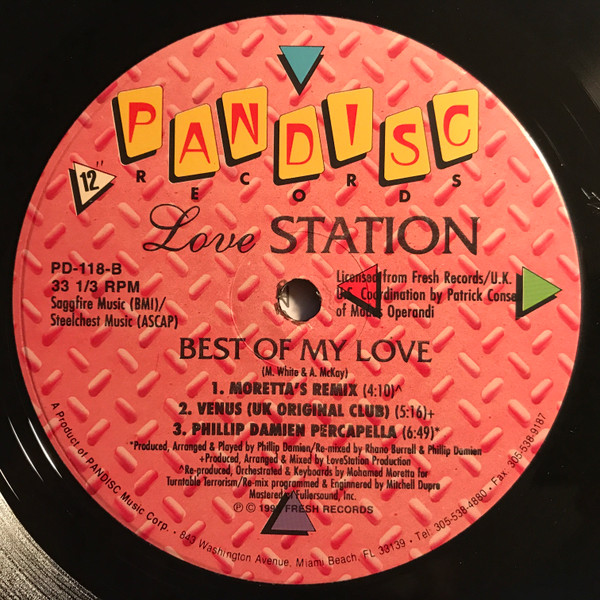 PANDISC
RECORDS
12"
Love STATION
PD-118-B
33 1/3 RPM
Saggfire Music (BMI)/
Steelchest Music (ASCAP)
Licensed from Fresh Records/U.K.
U.S. Coordination by Patrick Conse
of Modus Operandi
BEST OF MY LOVE
(M. White & A. McKay)
1. MORETTA'S REMIX (4:10)^
2. VENUS (UK ORIGINAL CLUB) (5:16)+
3. PHILLIP DAMIEN PERCAPELLA (6:49)*
*Produced, Arranged & Played by Phillip Damien/Re-mixed by Rhano Burrell & Phillip Damien
+Produced, Arranged & Mixed by LoveStation Production
^Re-produced, Orchestrated & Keyboards by Mohamed Moretta for
Turntable Terrorism/Re-mix programmed & Enginnered by Mitchell Dupre
Mastered Fullersound, Inc.
℗ © FRESH RECORDS
A Product of PANDISC Music Corp. • 843 Washington Avenue, Miami Beach, FL 30139 • Tel: 305-538-4880 • Fax 305-538-9187